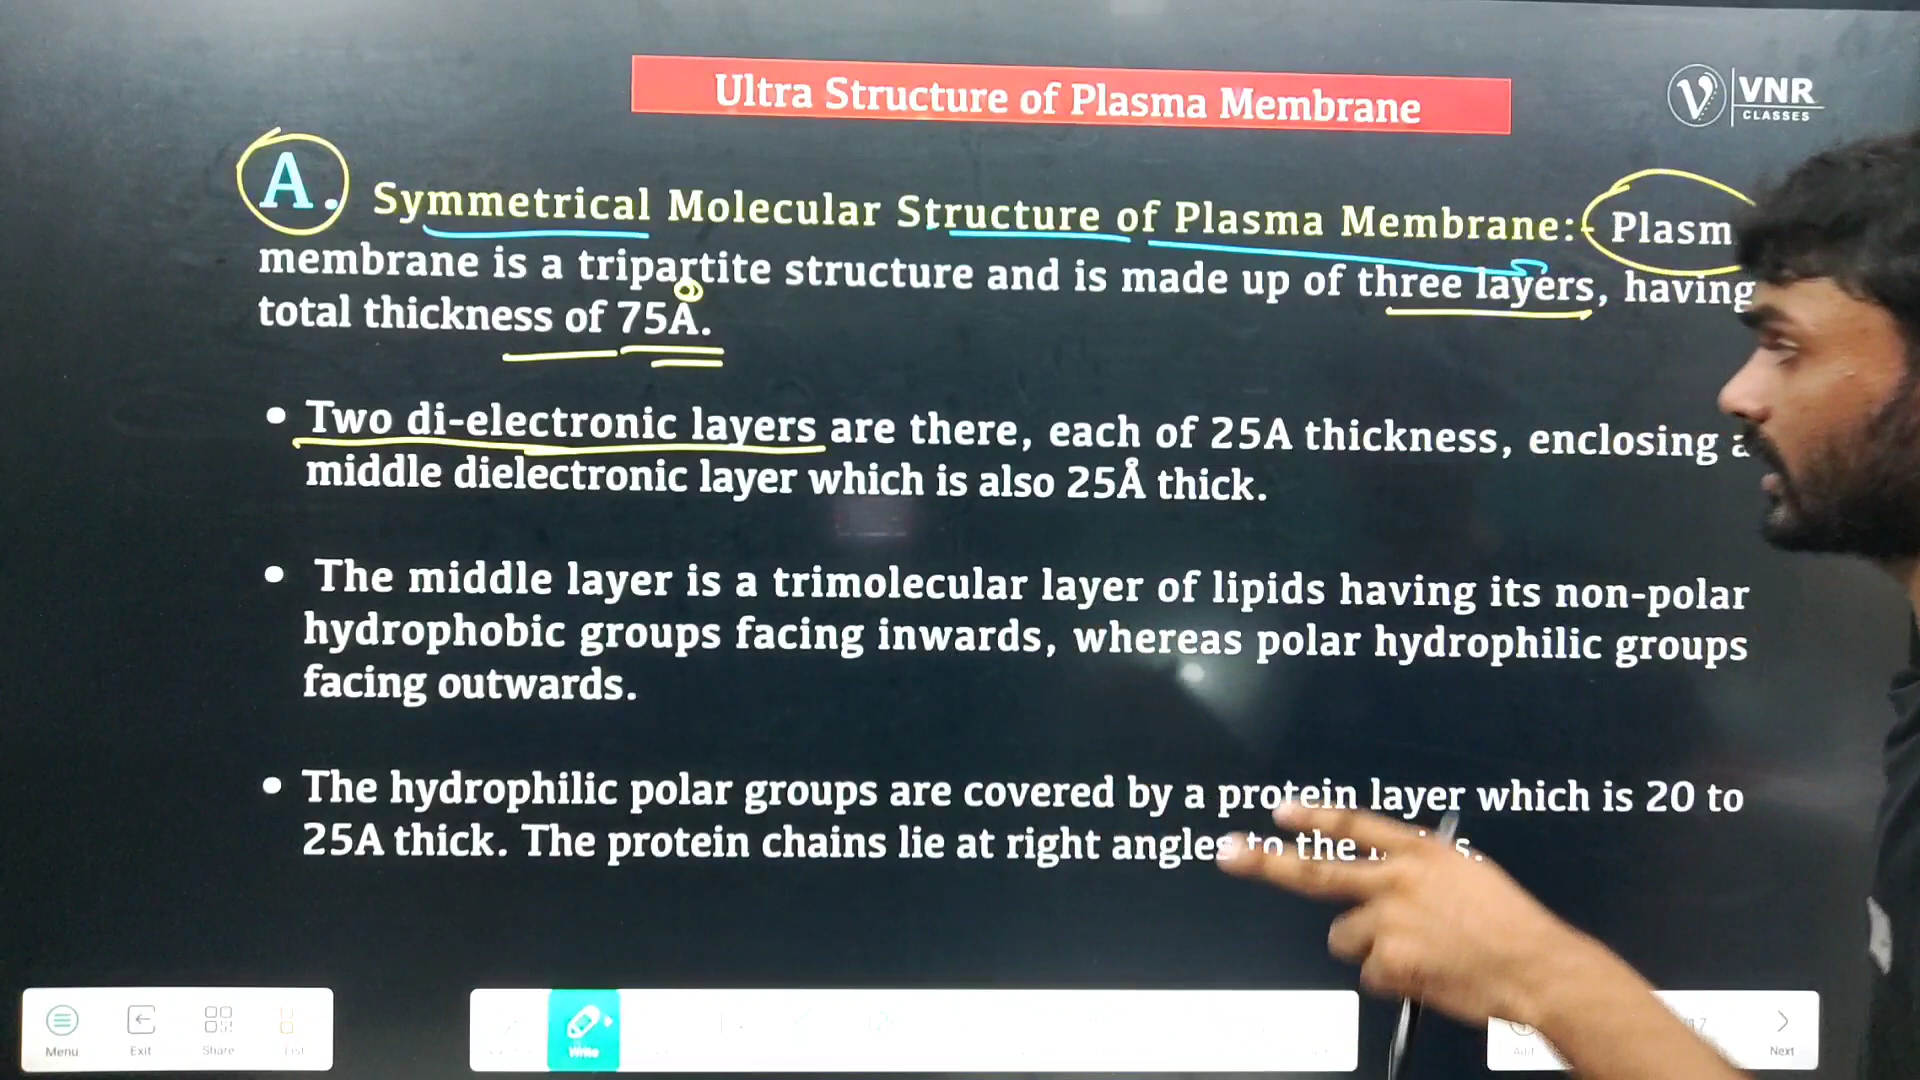 Ultra Structure of Plasma Membrane
VNR
CLASSES
A. Symmetrical Molecular Structure of Plasma Membrane:- Plasm
membrane is a tripartite structure and is made up of three layers, having
total thickness of 75Å.
• Two di-electronic layers are there, each of 25A thickness, enclosing a
middle dielectronic layer which is also 25Å thick.
• The middle layer is a trimolecular layer of lipids having its non-polar
hydrophobic groups facing inwards, whereas polar hydrophilic groups
facing outwards.
• The hydrophilic polar groups are covered by a protein layer which is 20 to
25A thick. The protein chains lie at right angles to the
Menu Exit Share List Write Add Next